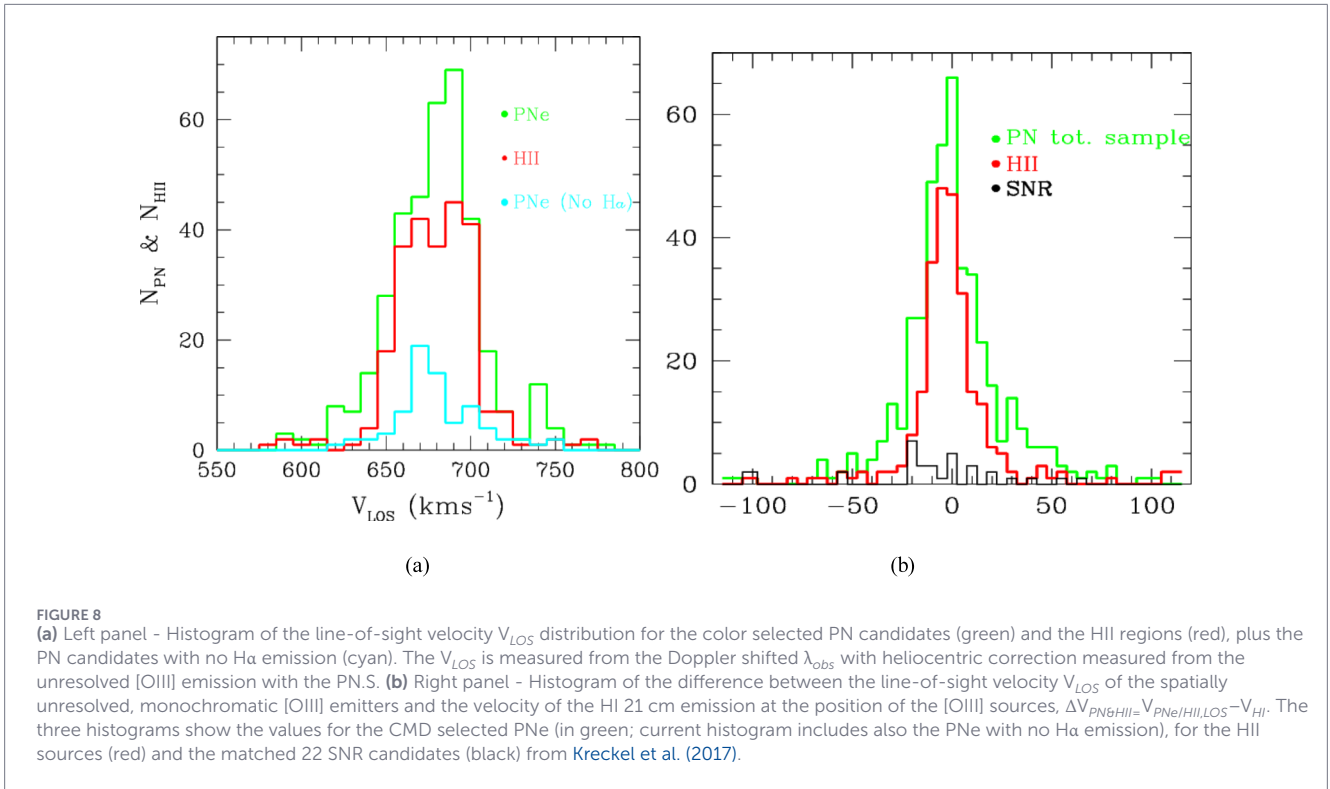 60
40
20
0
N_PN & N_HII
PNe
HII
PNe (No Hα)
550 600 650 700 750 800
V_LOS (kms⁻¹)
(a)
60
40
20
0
PN tot. sample
HII
SNR
−100 −50 0 50 100
(b)
FIGURE 8
(a) Left panel - Histogram of the line-of-sight velocity V_LOS distribution for the color selected PN candidates (green) and the HII regions (red), plus the
PN candidates with no Hα emission (cyan). The V_LOS is measured from the Doppler shifted λ_obs with heliocentric correction measured from the
unresolved [OIII] emission with the PN.S. (b) Right panel - Histogram of the difference between the line-of-sight velocity V_LOS of the spatially
unresolved, monochromatic [OIII] emitters and the velocity of the HI 21 cm emission at the position of the [OIII] sources, ΔV_PN&HII=V_PNe/HII,LOS−V_HI. The
three histograms show the values for the CMD selected PNe (in green; current histogram includes also the PNe with no Hα emission), for the HII
sources (red) and the matched 22 SNR candidates (black) from Kreckel et al. (2017).